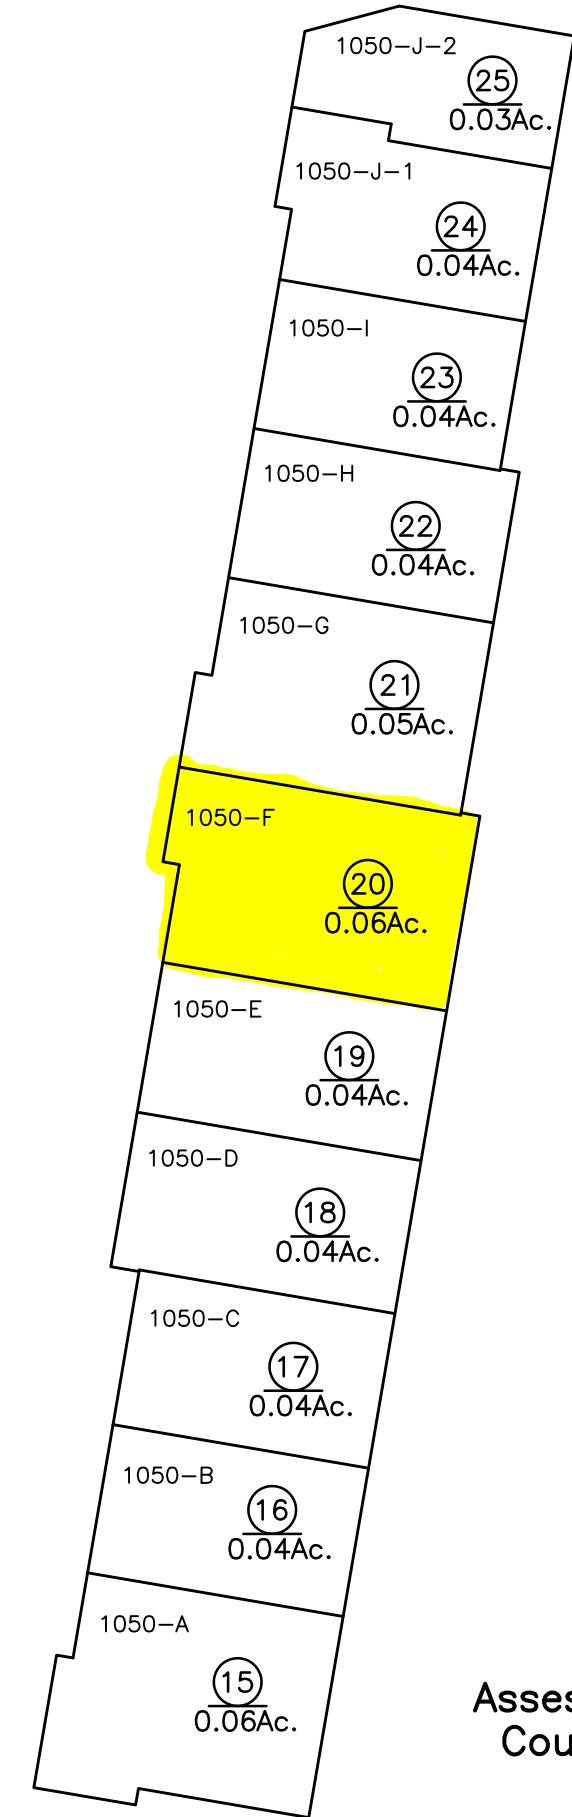 1050-J-2
25
0.03Ac.
1050-J-1
24
0.04Ac.
1050-I
23
0.04Ac.
1050-H
22
0.04Ac.
1050-G
21
0.05Ac.
1050-F
20
0.06Ac.
1050-E
19
0.04Ac.
1050-D
18
0.04Ac.
1050-C
17
0.04Ac.
1050-B
16
0.04Ac.
1050-A
15
0.06Ac.
Asses
Cou